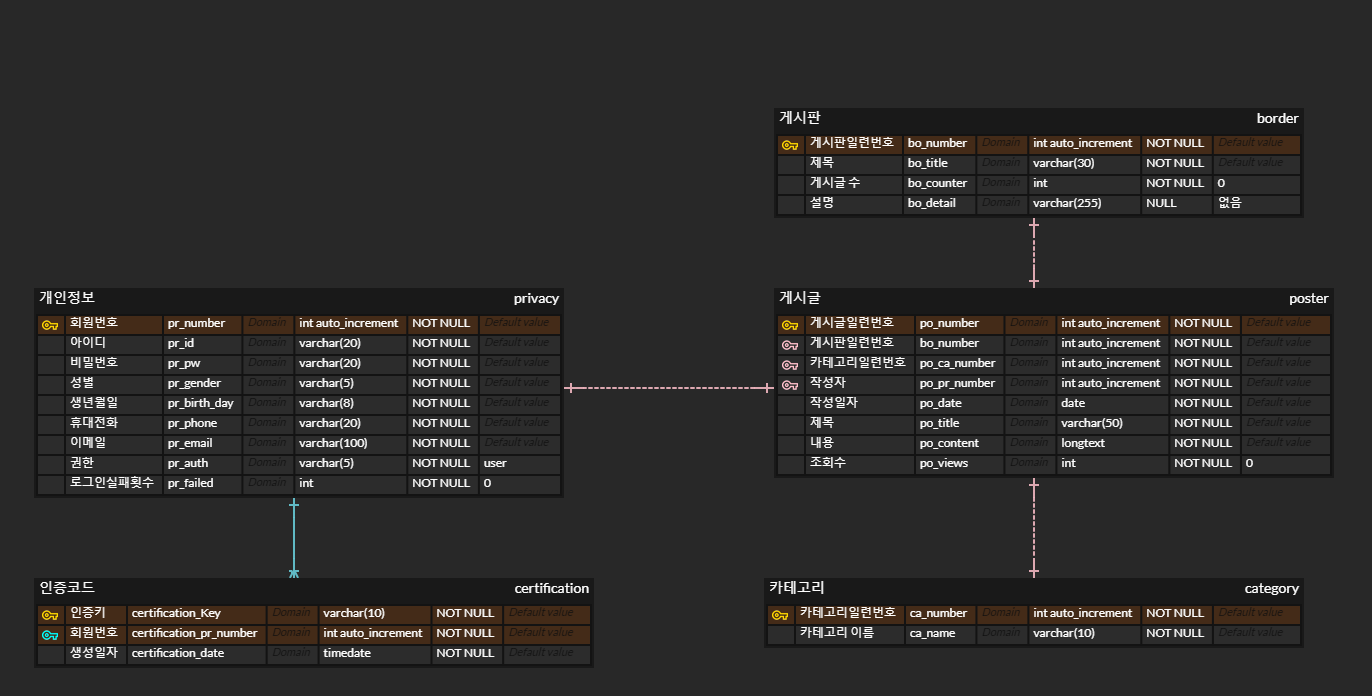 게시판 border
게시판일련번호 bo_number Domain int auto_increment NOT NULL Default value
제목 bo_title Domain varchar(30) NOT NULL Default value
게시글 수 bo_counter Domain int NOT NULL 0
설명 bo_detail Domain varchar(255) NULL 없음
개인정보 privacy
회원번호 pr_number Domain int auto_increment NOT NULL Default value
아이디 pr_id Domain varchar(20) NOT NULL Default value
비밀번호 pr_pw Domain varchar(20) NOT NULL Default value
성별 pr_gender Domain varchar(5) NOT NULL Default value
생년월일 pr_birth_day Domain varchar(8) NOT NULL Default value
휴대전화 pr_phone Domain varchar(20) NOT NULL Default value
이메일 pr_email Domain varchar(100) NOT NULL Default value
권한 pr_auth Domain varchar(5) NOT NULL user
로그인실패횟수 pr_failed Domain int NOT NULL 0
게시글 poster
게시글일련번호 po_number Domain int auto_increment NOT NULL Default value
게시판일련번호 bo_number Domain int auto_increment NOT NULL Default value
카테고리일련번호 po_ca_number Domain int auto_increment NOT NULL Default value
작성자 po_pr_number Domain int auto_increment NOT NULL Default value
작성일자 po_date Domain date NOT NULL Default value
제목 po_title Domain varchar(50) NOT NULL Default value
내용 po_content Domain longtext NOT NULL Default value
조회수 po_views Domain int NOT NULL 0
인증코드 certification
인증키 certification_Key Domain varchar(10) NOT NULL Default value
회원번호 certification_pr_number Domain int auto_increment NOT NULL Default value
생성일자 certification_date Domain timedate NOT NULL Default value
카테고리 category
카테고리일련번호 ca_number Domain int auto_increment NOT NULL Default value
카테고리 이름 ca_name Domain varchar(10) NOT NULL Default value